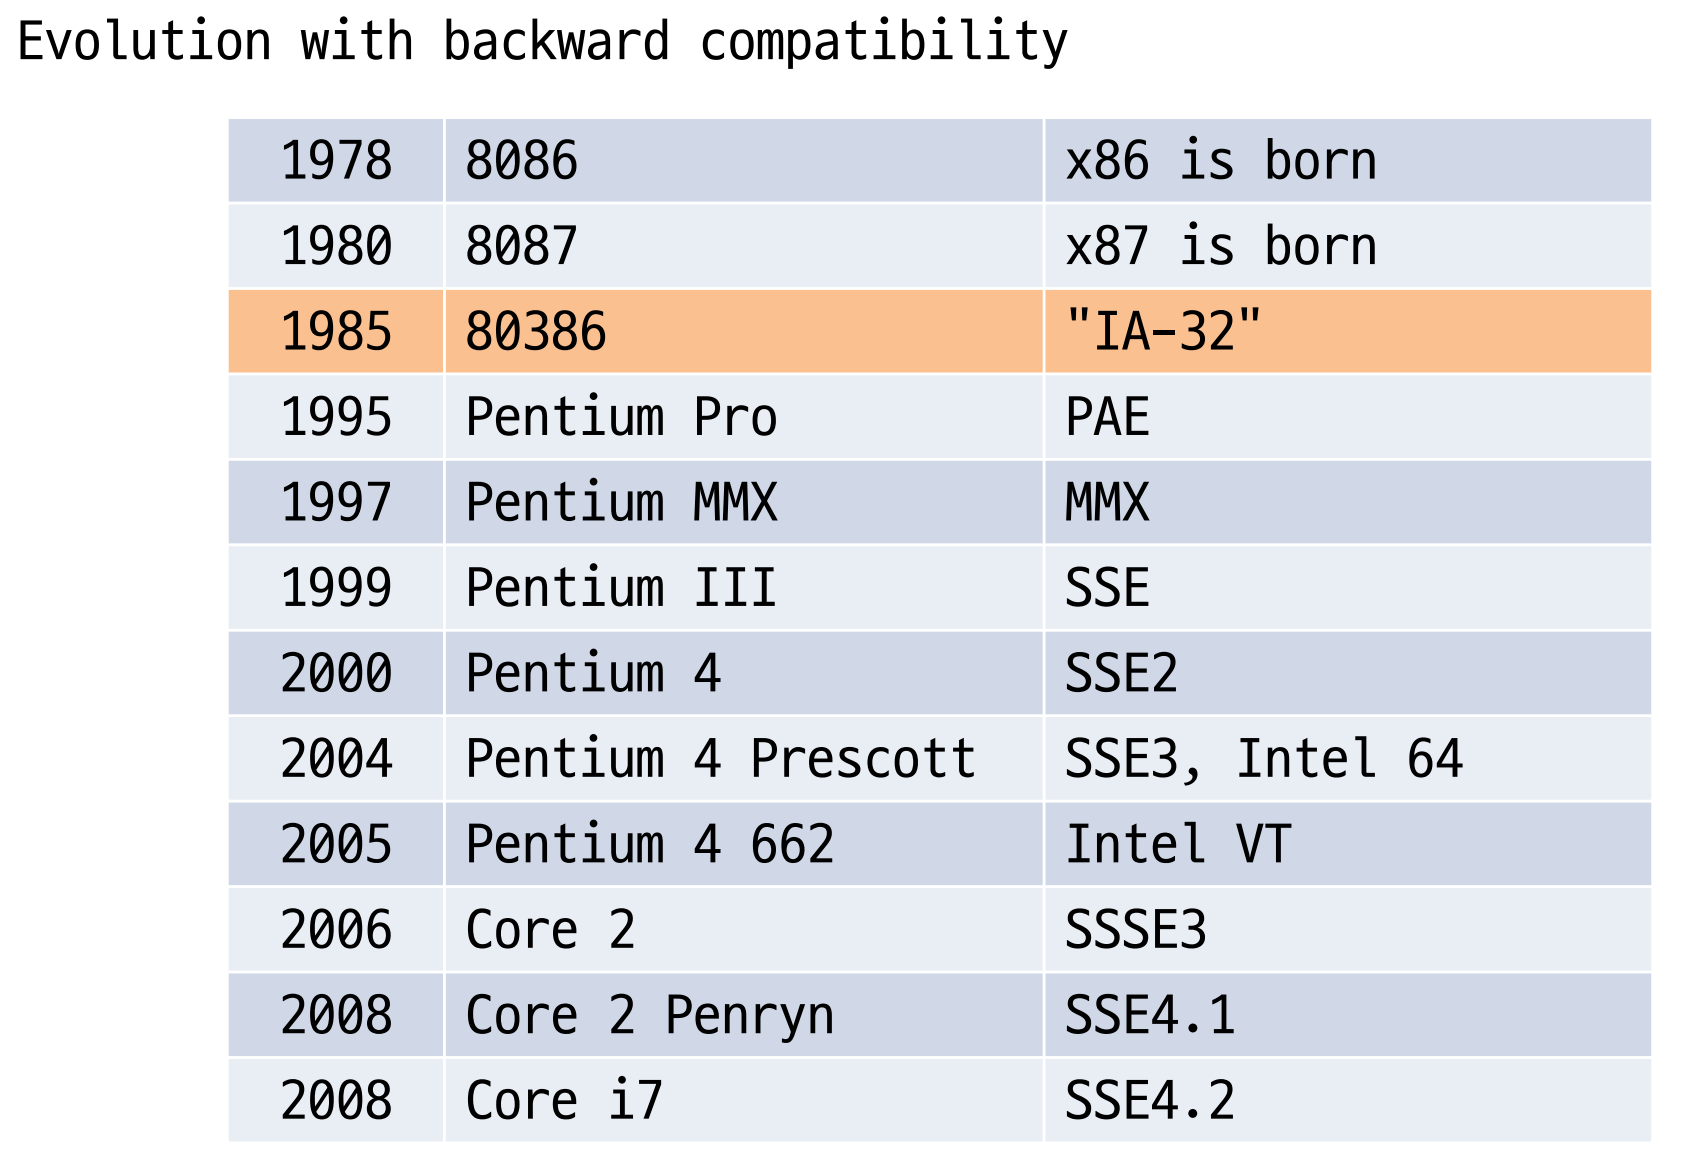 Evolution with backward compatibility
1978 8086 x86 is born
1980 8087 x87 is born
1985 80386 "IA-32"
1995 Pentium Pro PAE
1997 Pentium MMX MMX
1999 Pentium III SSE
2000 Pentium 4 SSE2
2004 Pentium 4 Prescott SSE3, Intel 64
2005 Pentium 4 662 Intel VT
2006 Core 2 SSSE3
2008 Core 2 Penryn SSE4.1
2008 Core i7 SSE4.2